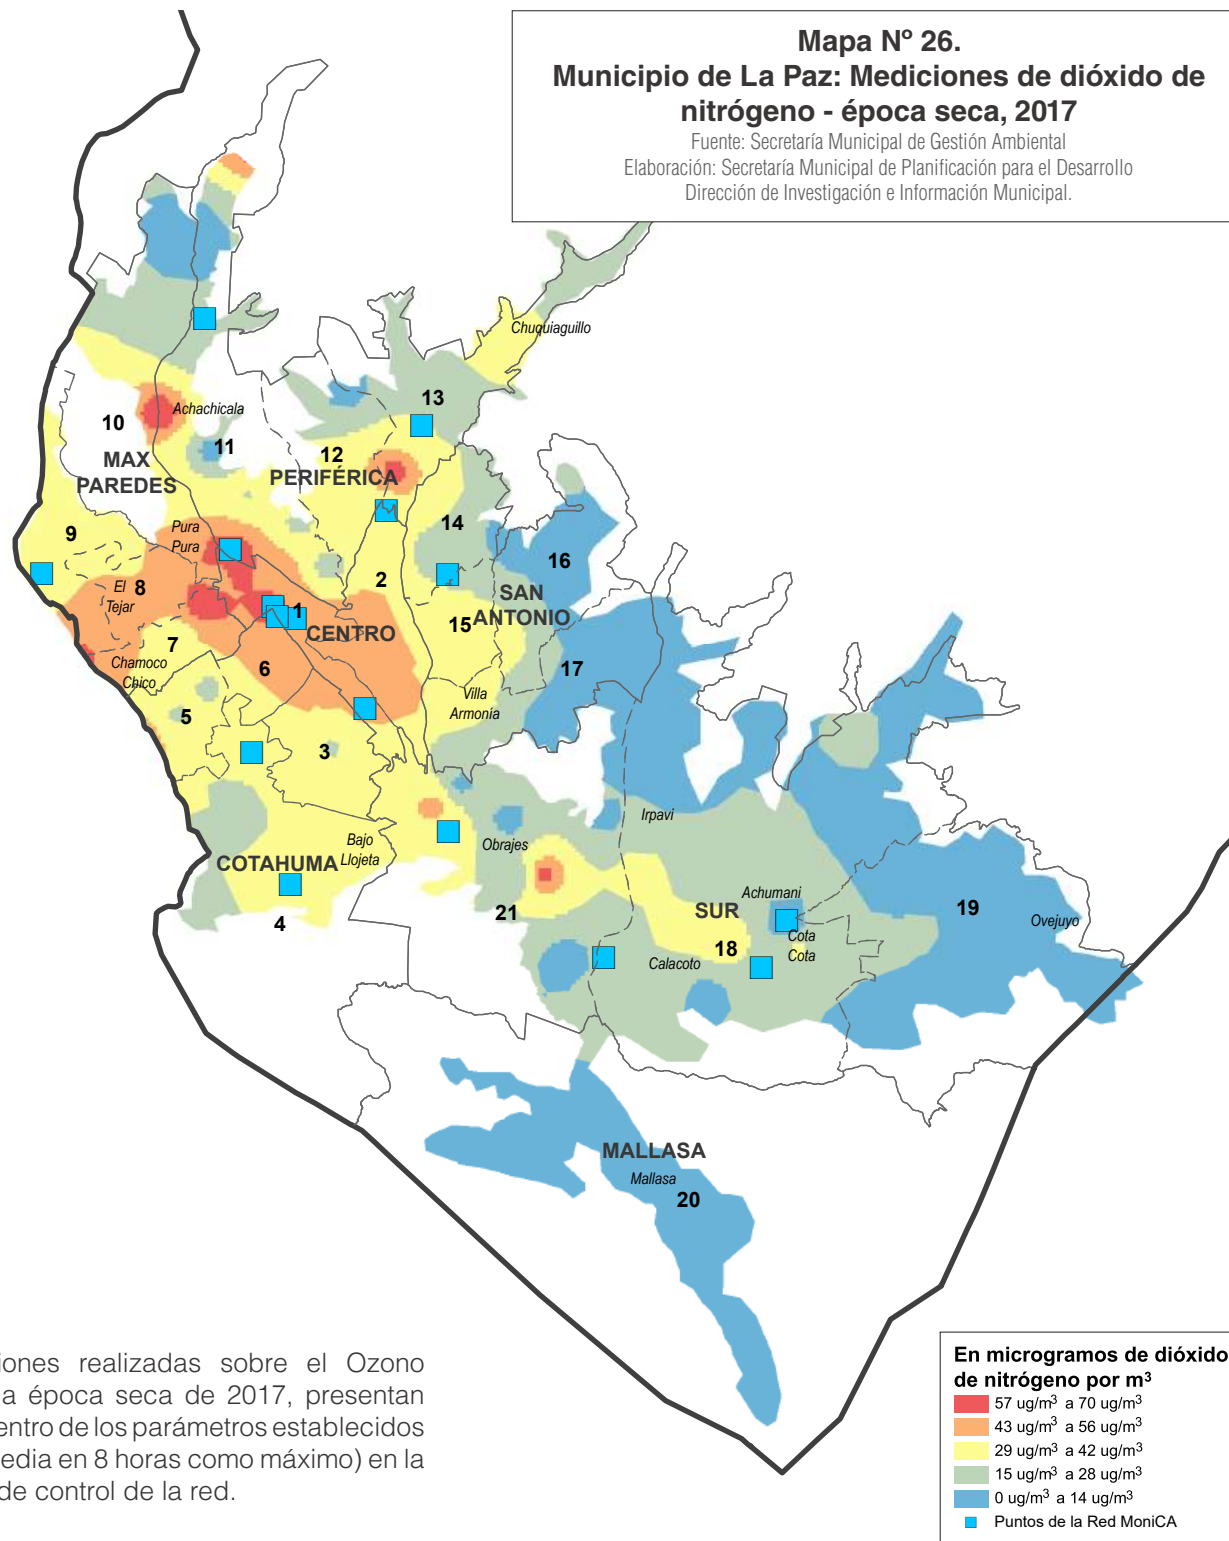 Mapa Nº 26.
Municipio de La Paz: Mediciones de dióxido de
nitrógeno - época seca, 2017
Fuente: Secretaría Municipal de Gestión Ambiental
Elaboración: Secretaría Municipal de Planificación para el Desarrollo
Dirección de Investigación e Información Municipal.
Chuquiaguillo
13
Achachicala
10
11
12
MAX
PAREDES
PERIFÉRICA
9
Pura
Pura
14
16
2
El
Tejar
8
SAN
ANTONIO
1
CENTRO
15
7
Chamoco
Chico
6
17
Villa
Armonía
5
3
Irpavi
Bajo
Llojeta
Obrajes
COTAHUMA
4
21
SUR
Achumani
18
Cota
Cota
Calacoto
19
Ovejuyo
MALLASA
Mallasa
20
iones realizadas sobre el Ozono
a época seca de 2017, presentan
entro de los parámetros establecidos
edia en 8 horas como máximo) en la
de control de la red.
En microgramos de dióxido
de nitrógeno por m³
57 ug/m³ a 70 ug/m³
43 ug/m³ a 56 ug/m³
29 ug/m³ a 42 ug/m³
15 ug/m³ a 28 ug/m³
0 ug/m³ a 14 ug/m³
Puntos de la Red MoniCA